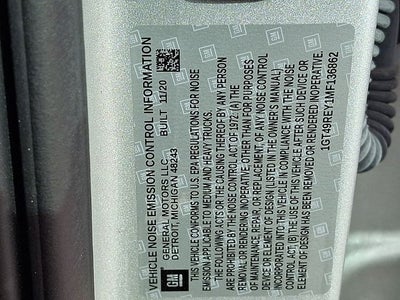 VEHICLE NOISE EMISSION CONTROL INFORMATION
GENERAL MOTORS LLC BUILT 11/20
DETROIT, MICHIGAN 48243
GM
THIS VEHICLE CONFORMS TO U.S. EPA REGULATIONS FOR NOISE
EMISSION APPLICABLE TO MEDIUM AND HEAVY TRUCKS.
THE FOLLOWING ACTS OR THE CAUSING THEREOF BY ANY PERSON
ARE PROHIBITED BY THE NOISE CONTROL ACT OF 1972: (A) THE
REMOVAL OR RENDERING INOPERATIVE, OTHER THAN FOR PURPOSES
OF MAINTENANCE, REPAIR, OR REPLACEMENT, OF ANY NOISE CONTROL
DEVICE OR ELEMENT OF DESIGN (LISTED IN THE OWNER'S MANUAL)
INCORPORATED INTO THIS VEHICLE IN COMPLIANCE WITH THE NOISE
CONTROL ACT; (B) THE USE OF THIS VEHICLE AFTER SUCH DEVICE OR
ELEMENT OF DESIGN HAS BEEN REMOVED OR RENDERED INOPERATIVE.
1GT49REY1MF136862